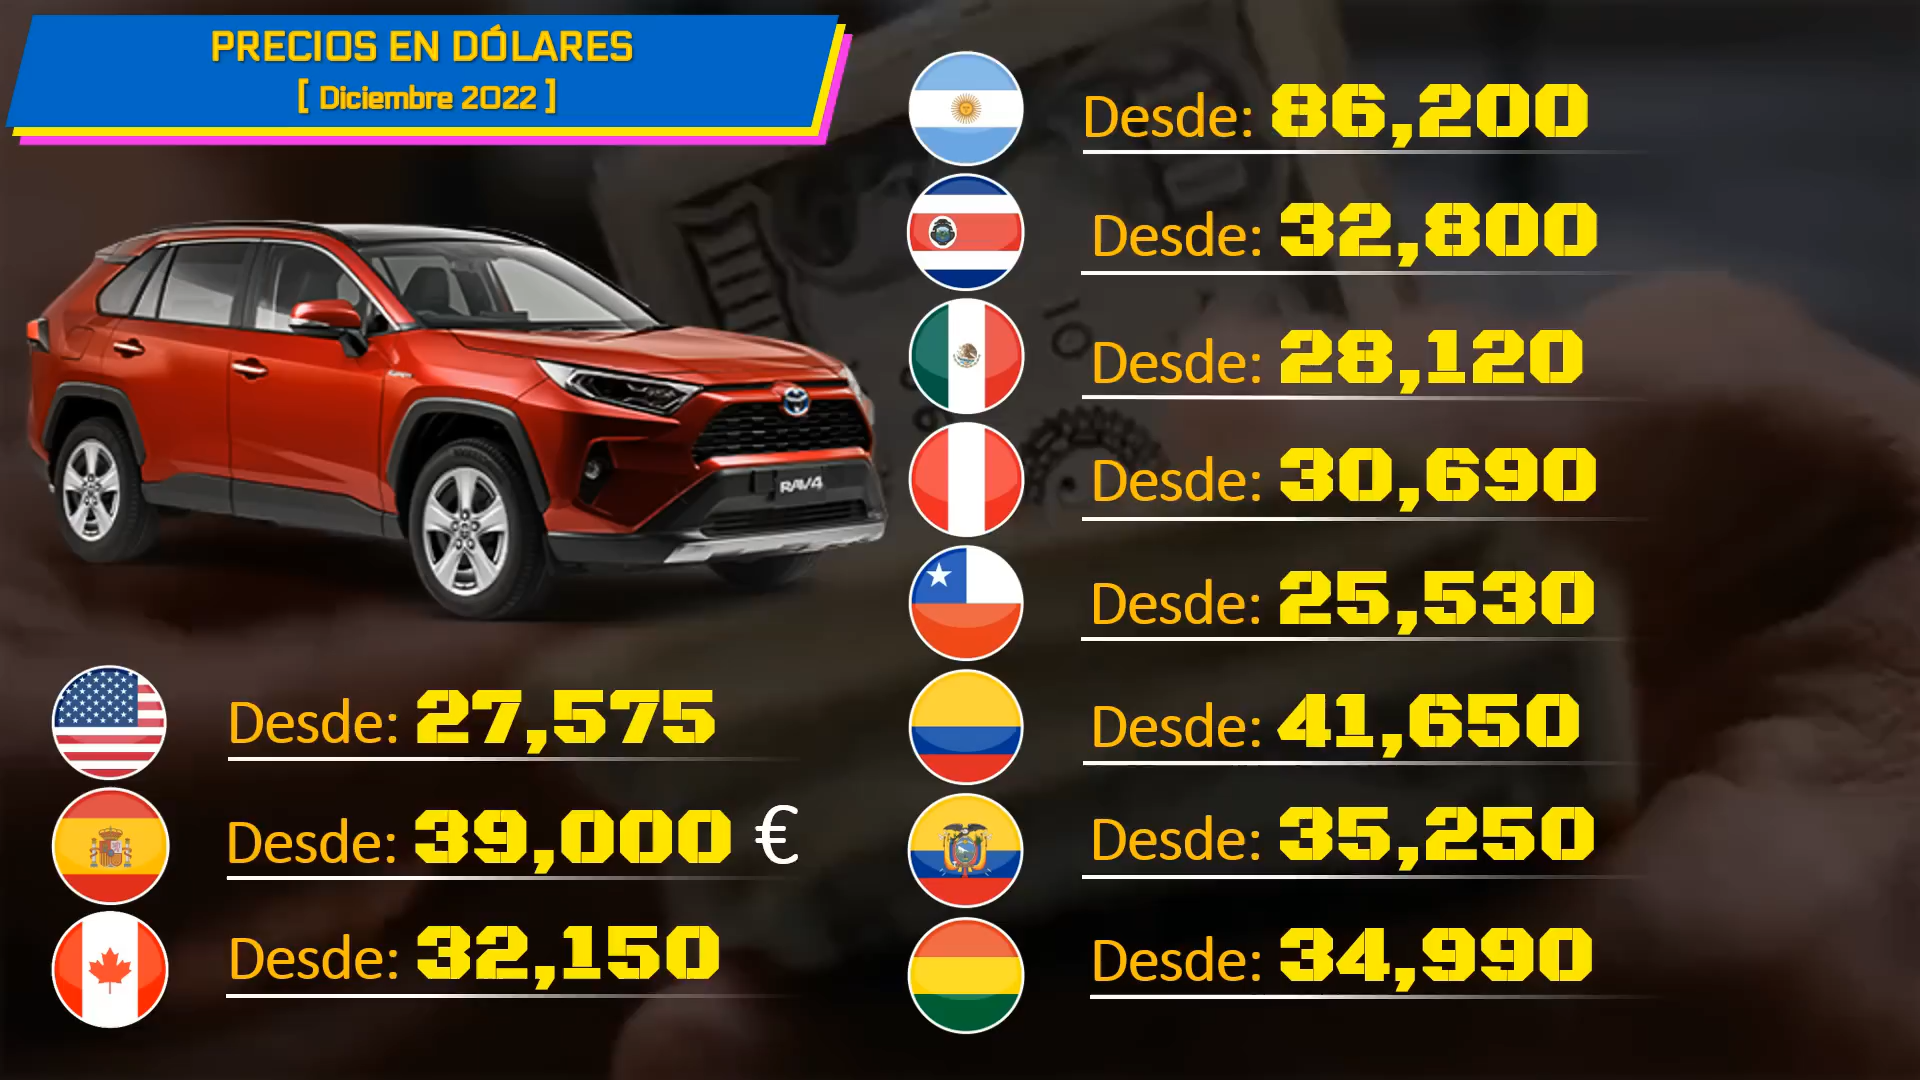 PRECIOS EN DÓLARES
[ Diciembre 2022 ]
RAV4
Desde: 27,575
Desde: 39,000 €
Desde: 32,150
Desde: 86,200
Desde: 32,800
Desde: 28,120
Desde: 30,690
Desde: 25,530
Desde: 41,650
Desde: 35,250
Desde: 34,990
10